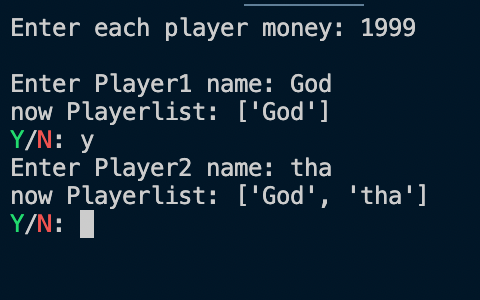 Enter each player money: 1999
Enter Player1 name: God
now Playerlist: ['God']
Y/N: y
Enter Player2 name: tha
now Playerlist: ['God', 'tha']
Y/N: